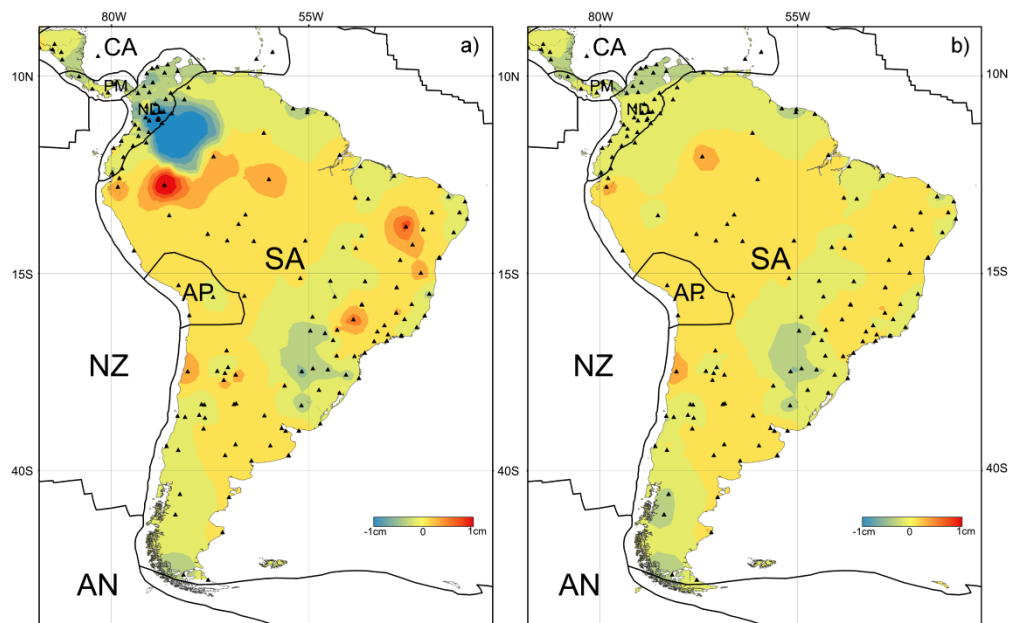 80W 55W 80W 55W
CA a) CA b)
10N 10N
PM PM
ND ND
SA SA
15S 15S
AP AP
NZ NZ
40S 40S
-1cm 0 1cm -1cm 0 1cm
AN AN